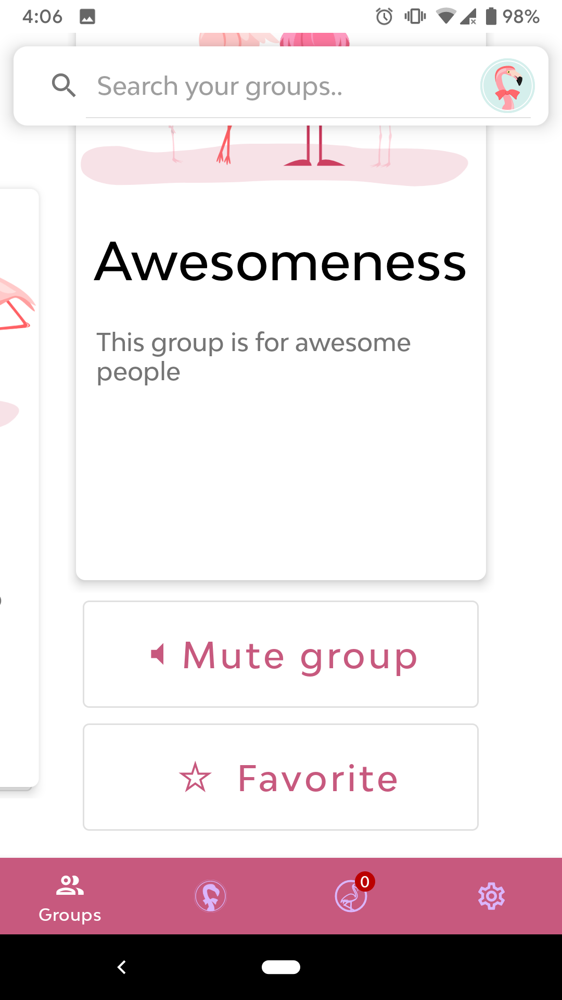 4:06
98%
Search your groups..
Awesomeness
This group is for awesome
people
Mute group
Favorite
0
Groups